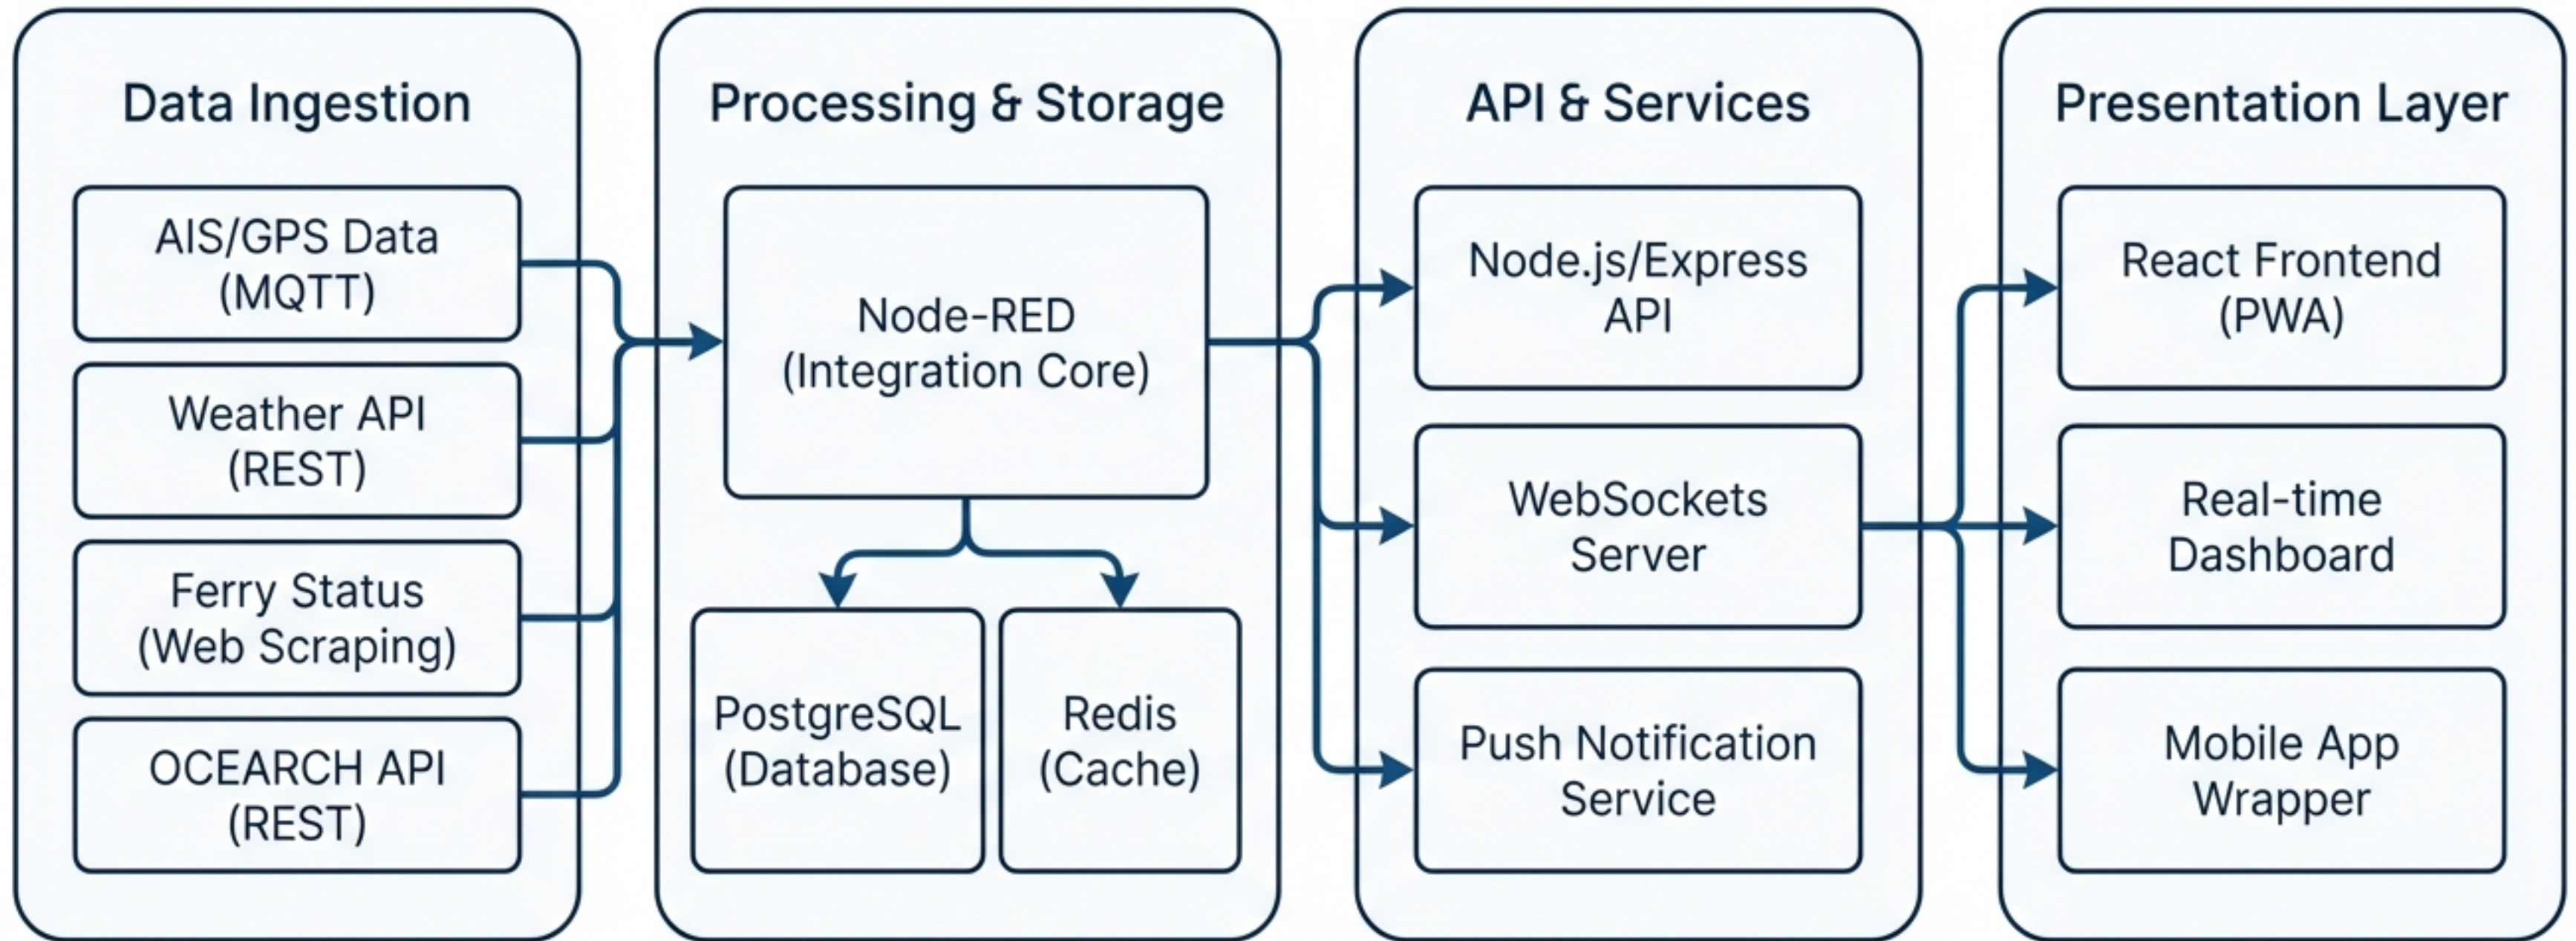 Data Ingestion
AIS/GPS Data
(MQTT)
Weather API
(REST)
Ferry Status
(Web Scraping)
OCEARCH API
(REST)
Processing & Storage
Node-RED
(Integration Core)
PostgreSQL
(Database)
Redis
(Cache)
API & Services
Node.js/Express
API
WebSockets
Server
Push Notification
Service
Presentation Layer
React Frontend
(PWA)
Real-time
Dashboard
Mobile App
Wrapper